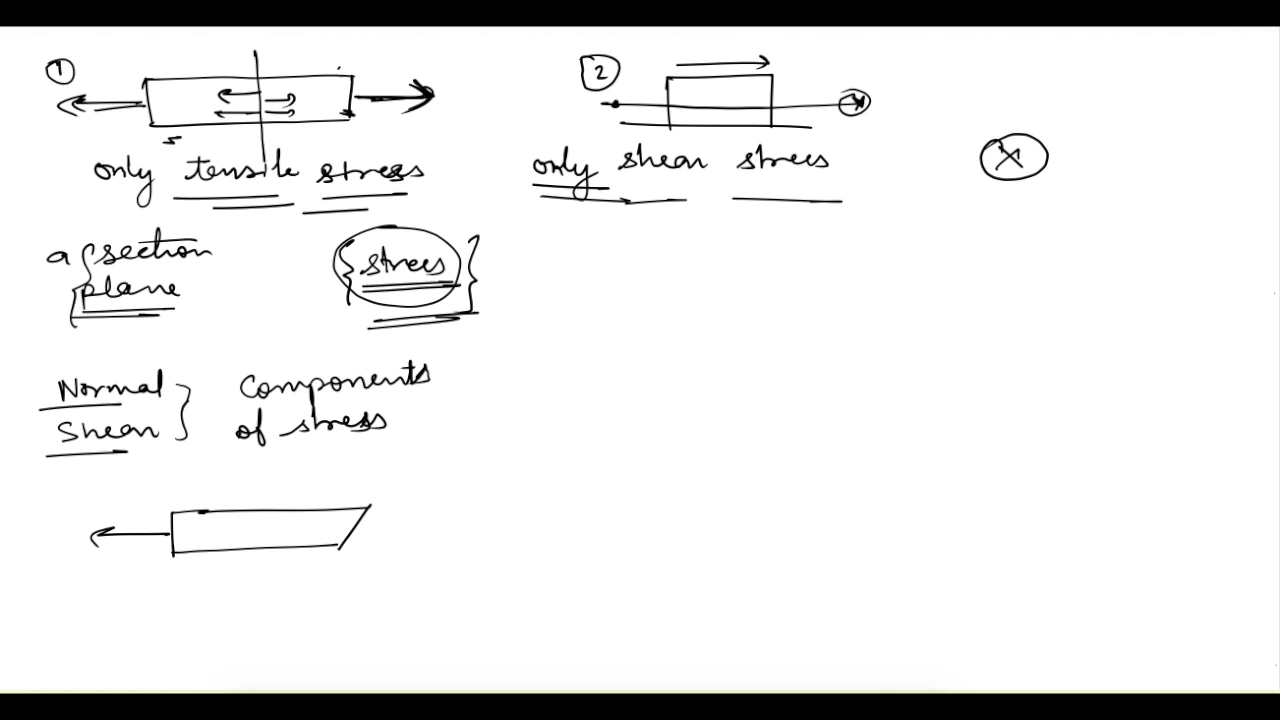 ①
②
only tensile stress
only shear stress
a { section
plane
{ stress }
Normal
Shear
} components
of stress